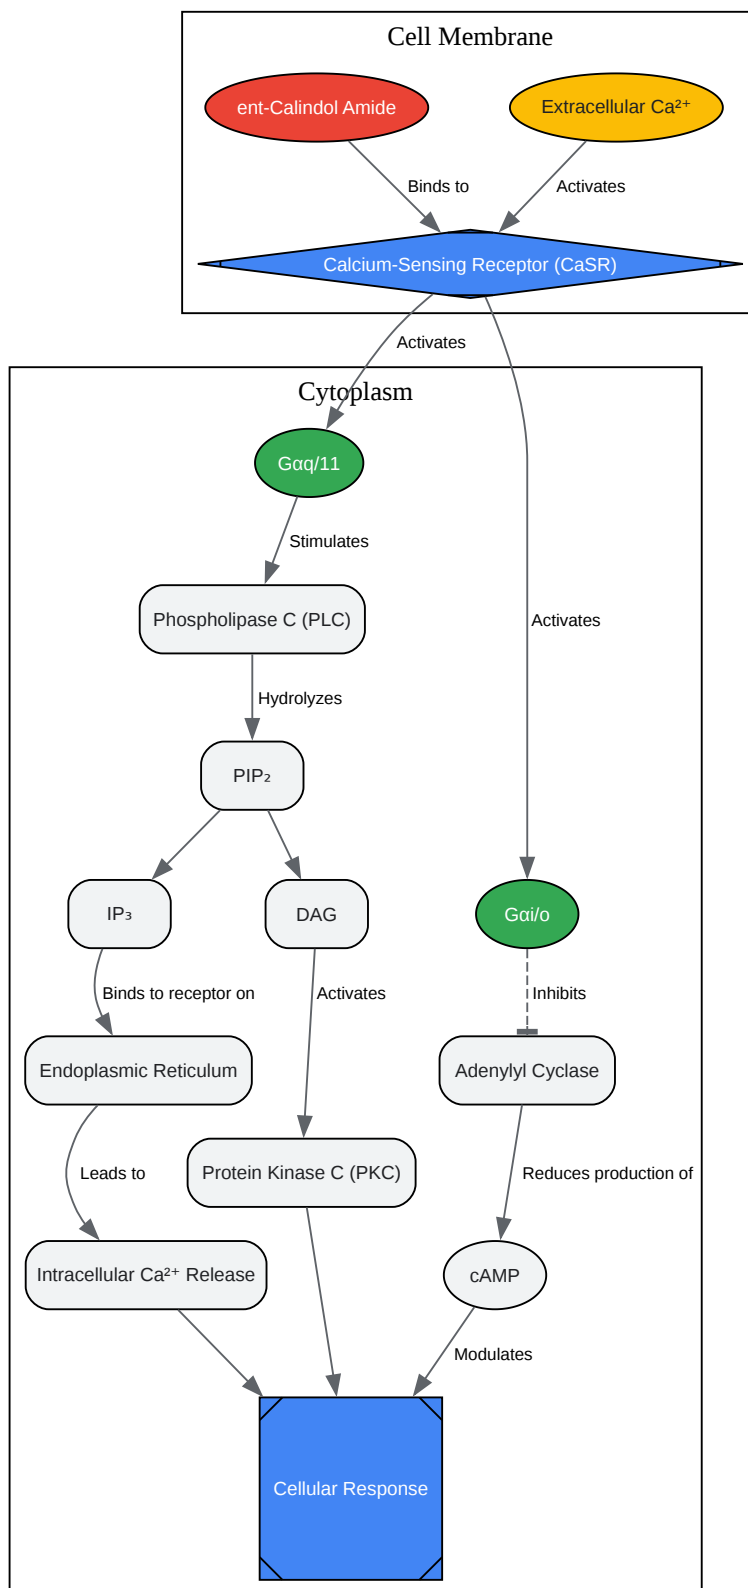 Cell Membrane
ent-Calindol Amide
Extracellular Ca²⁺
Binds to
Activates
Calcium-Sensing Receptor (CaSR)
Activates
Cytoplasm
Gαq/11
Stimulates
Phospholipase C (PLC)
Activates
Hydrolyzes
PIP₂
IP₃
DAG
Gαi/o
Binds to receptor on
Activates
Inhibits
Endoplasmic Reticulum
Adenylyl Cyclase
Leads to
Protein Kinase C (PKC)
Reduces production of
Intracellular Ca²⁺ Release
cAMP
Modulates
Cellular Response